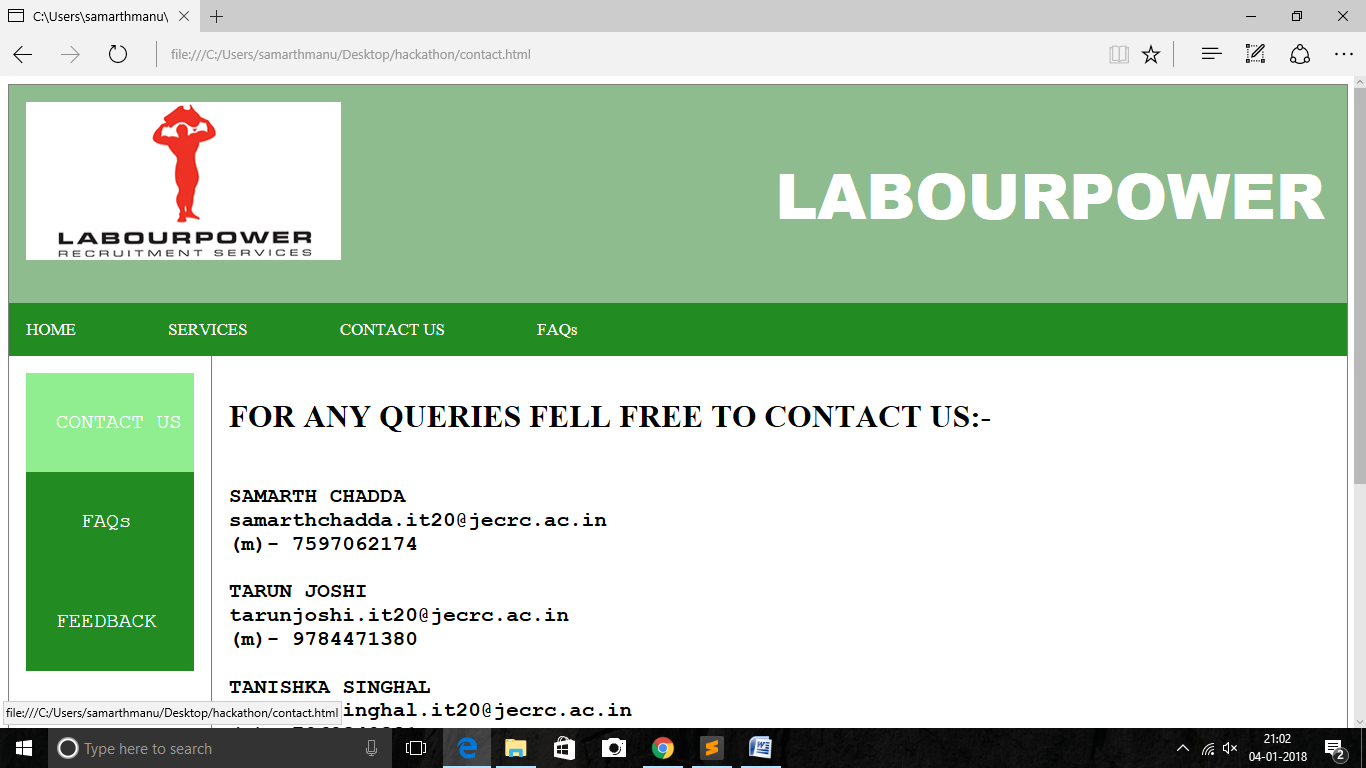 C:\Users\samarthmanu\
file:///C:/Users/samarthmanu/Desktop/hackathon/contact.html
LABOURPOWER
RECRUITMENT SERVICES
LABOURPOWER
HOME SERVICES CONTACT US FAQs
CONTACT US
FAQs
FEEDBACK
FOR ANY QUERIES FELL FREE TO CONTACT US:-
SAMARTH CHADDA
samarthchadda.it20@jecrc.ac.in
(m)- 7597062174
TARUN JOSHI
tarunjoshi.it20@jecrc.ac.in
(m)- 9784471380
TANISHKA SINGHAL
inghal.it20@jecrc.ac.in
file:///C:/Users/samarthmanu/Desktop/hackathon/contact.html
Type here to search
21:02
04-01-2018
2